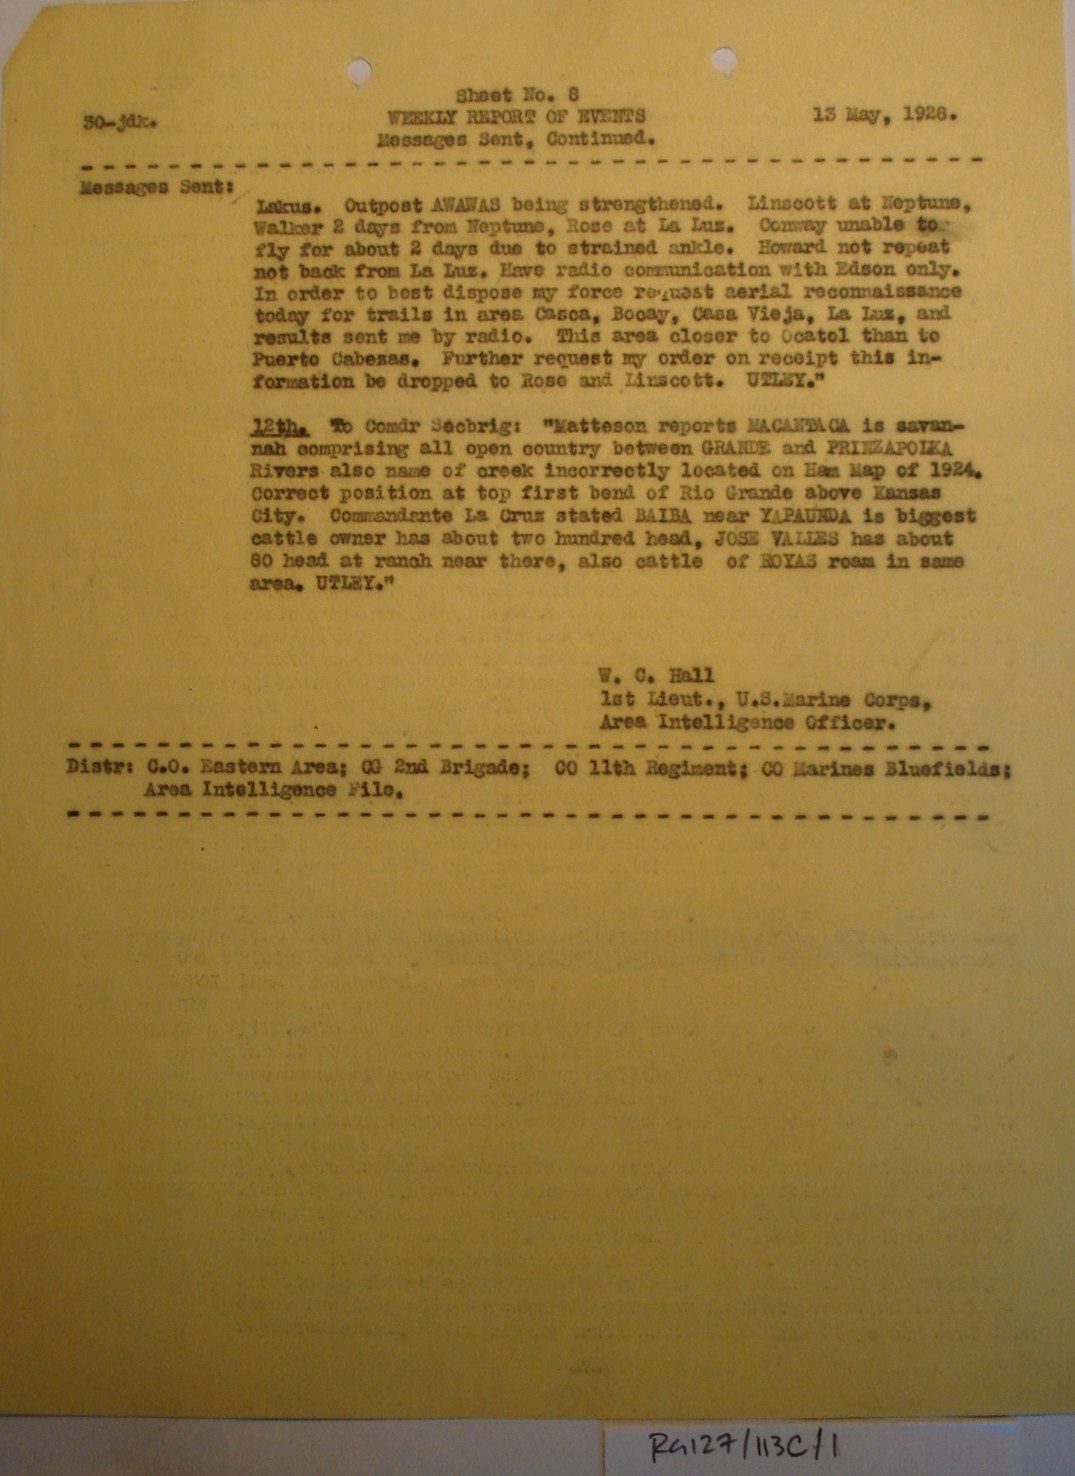 Sheet No. 8
30-jdk. WEEKLY REPORT OF EVENTS 13 May, 1928.
Messages Sent, Continued.
Messages Sent:
Lakus. Outpost AWAWAS being strengthened. Linscott at Neptune,
Walker 2 days from Neptune, Rose at La Luz. Conway unable to
fly for about 2 days due to strained ankle. Howard not repeat
not back from La Luz. Have radio communication with Edson only.
In order to best dispose my force request aerial reconnaissance
today for trails in area Casca, Bocay, Casa Vieja, La Luz, and
results sent me by radio. This area closer to Ocatol than to
Puerto Cabezas. Further request my order on receipt this in-
formation be dropped to Rose and Linscott. UTLEY."
12th. To Comdr Secbrig: "Matteson reports MACANTACA is savan-
nah comprising all open country between GRANDE and PRINZAPOLKA
Rivers also name of creek incorrectly located on Ham Map of 1924.
Correct position at top first bend of Rio Grande above Kansas
City. Commandante La Cruz stated BAIBA near YAPAUNDA is biggest
cattle owner has about two hundred head, JOSE VALLES has about
80 head at ranch near there, also cattle of HOYAS roam in same
area. UTLEY."
W. C. Hall
1st Lieut., U.S.Marine Corps,
Area Intelligence Officer.
Distr: C.O. Eastern Area; CG 2nd Brigade; CO 11th Regiment; CO Marines Bluefields;
Area Intelligence File.
RG127/113C/1